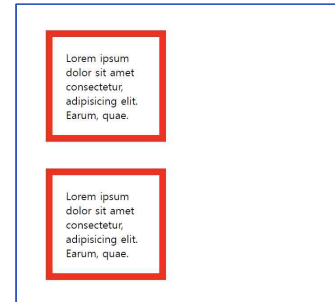 Lorem ipsum
dolor sit amet
consectetur,
adipisicing elit.
Earum, quae.
Lorem ipsum
dolor sit amet
consectetur,
adipisicing elit.
Earum, quae.